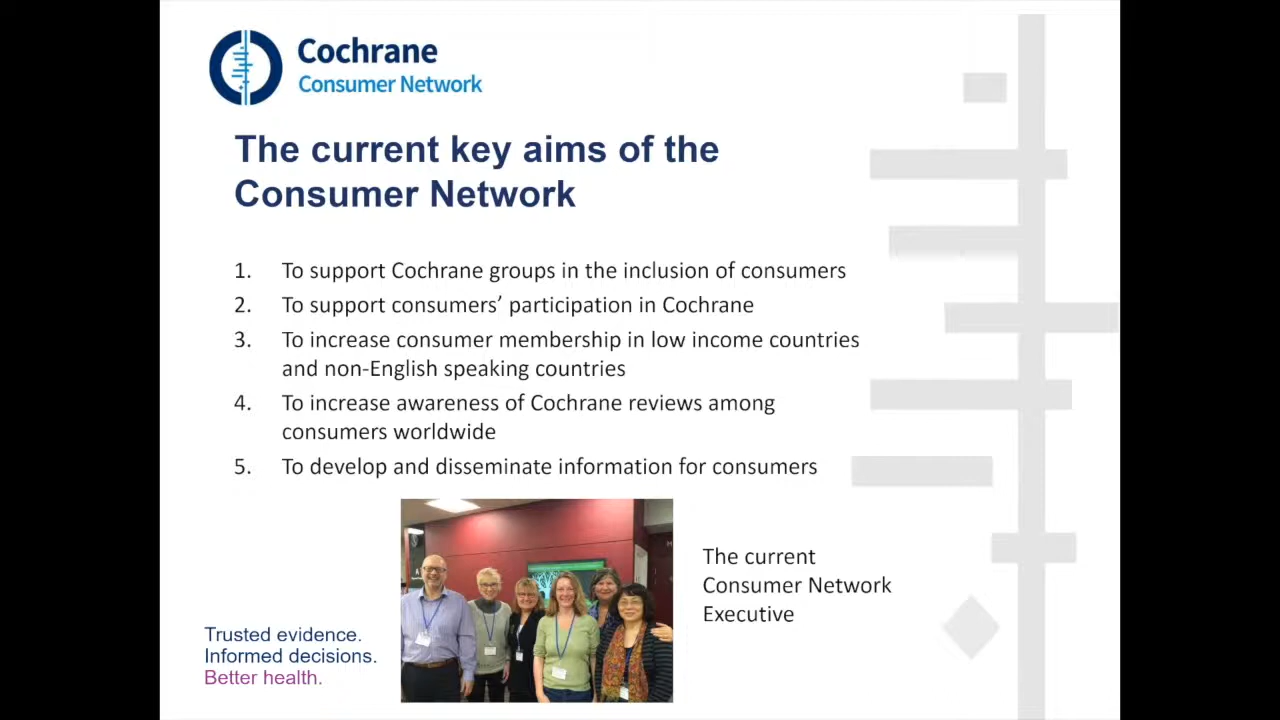 Cochrane
Consumer Network
The current key aims of the
Consumer Network
1. To support Cochrane groups in the inclusion of consumers
2. To support consumers’ participation in Cochrane
3. To increase consumer membership in low income countries
and non-English speaking countries
4. To increase awareness of Cochrane reviews among
consumers worldwide
5. To develop and disseminate information for consumers
The current
Consumer Network
Executive
Trusted evidence.
Informed decisions.
Better health.